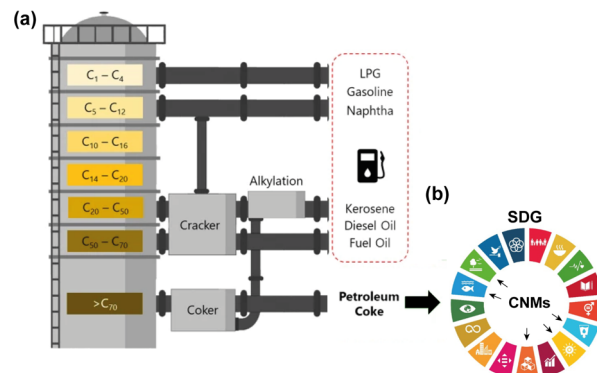 (a)
C₁ – C₄
C₅ – C₁₂
C₁₀ – C₁₆
C₁₄ – C₂₀
C₂₀ – C₅₀
C₅₀ – C₇₀
>C₇₀
Cracker
Alkylation
Coker
LPG
Gasoline
Naphtha
Kerosene
Diesel Oil
Fuel Oil
Petroleum
Coke
(b)
SDG
CNMs